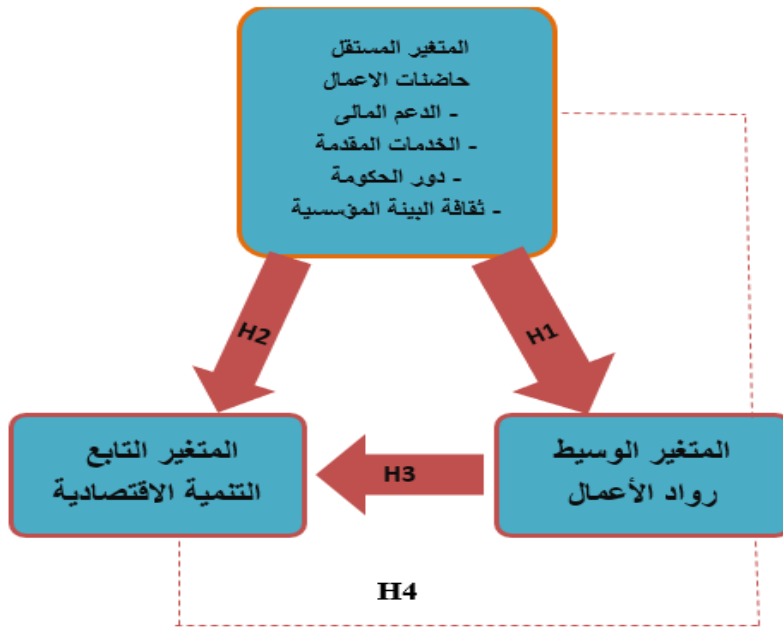 المتغير المستقل
حاضنات الاعمال
- الدعم المالى
- الخدمات المقدمة
- دور الحكومة
- ثقافة البيئة المؤسسية
H2
H1
المتغير التابع
التنمية الاقتصادية
H3
المتغير الوسيط
رواد الأعمال
H4